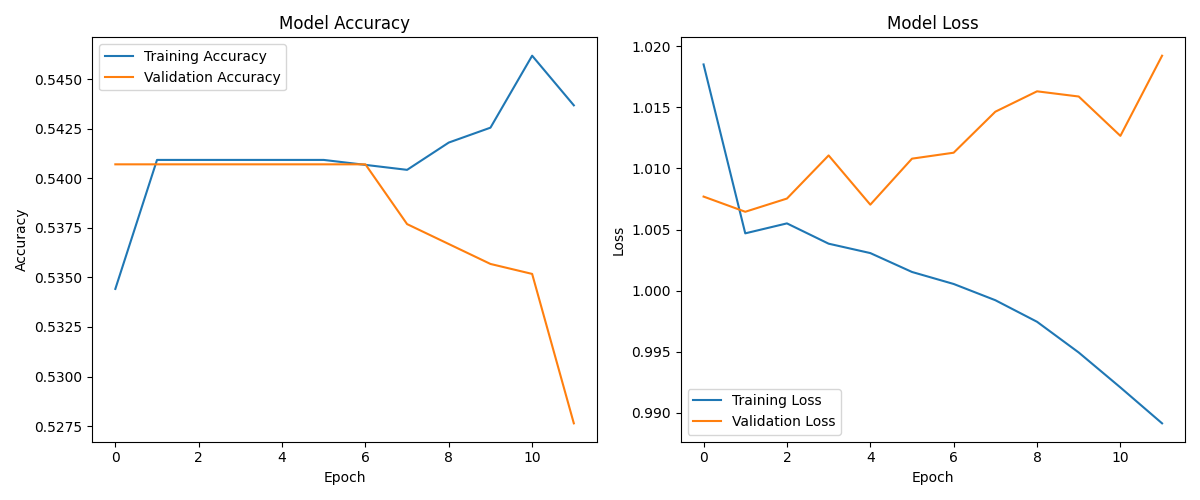 Model Accuracy
Training Accuracy
Validation Accuracy
0.5450
0.5425
0.5400
0.5375
0.5350
0.5325
0.5300
0.5275
Accuracy
0 2 4 6 8 10
Epoch
Model Loss
1.020
1.015
1.010
1.005
1.000
0.995
0.990
Loss
Training Loss
Validation Loss
0 2 4 6 8 10
Epoch